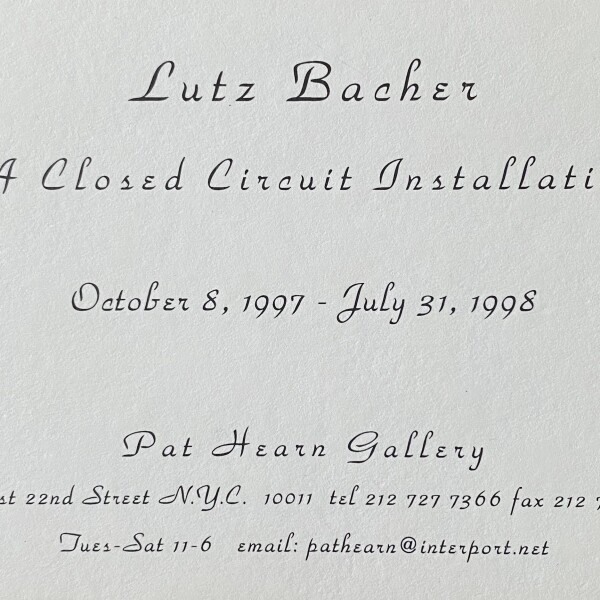 Lutz Bacher
A Closed Circuit Installati
October 8, 1997 - July 31, 1998
Pat Hearn Gallery
st 22nd Street N.Y.C. 10011 tel 212 727 7366 fax 212 7
Tues-Sat 11-6 email: pathearn@interport.net